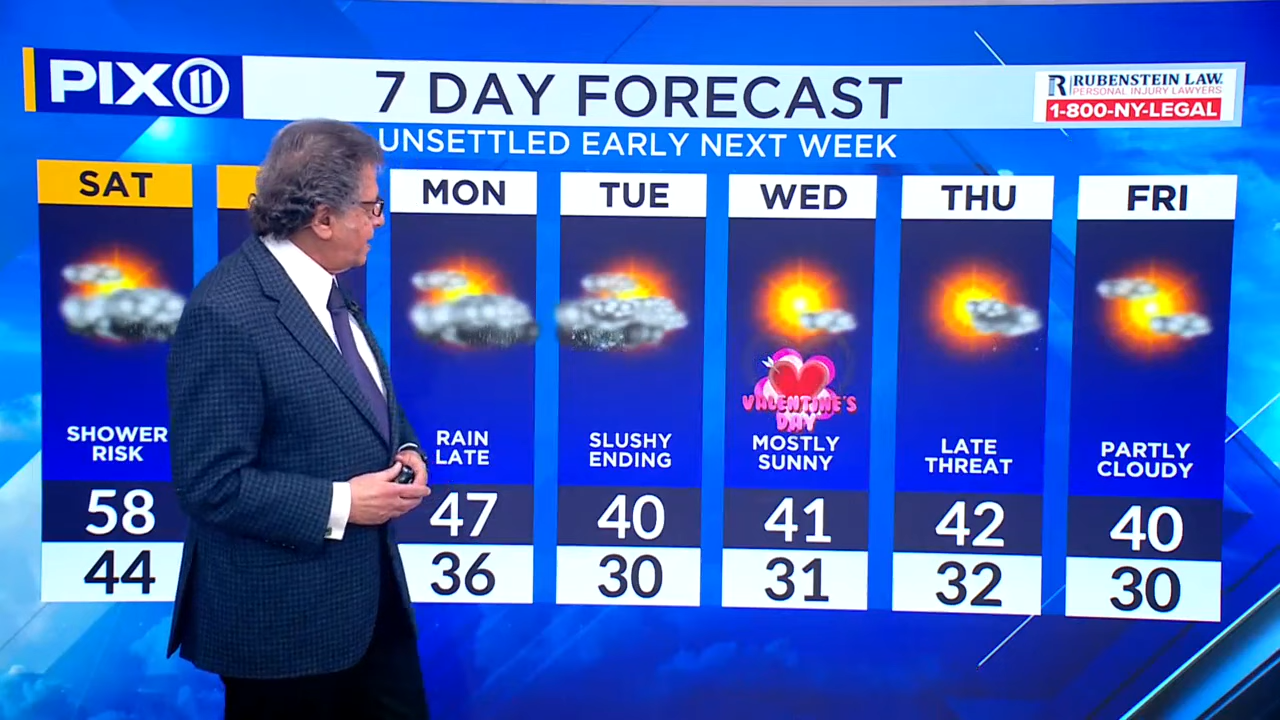 PIX 11
7 DAY FORECAST
R RUBENSTEIN LAW.
PERSONAL INJURY LAWYERS
1-800-NY-LEGAL
UNSETTLED EARLY NEXT WEEK
SAT
SHOWER
RISK
58
44
MON
RAIN
LATE
47
36
TUE
SLUSHY
ENDING
40
30
WED
VALENTINE'S
DAY
MOSTLY
SUNNY
41
31
THU
LATE
THREAT
42
32
FRI
PARTLY
CLOUDY
40
30